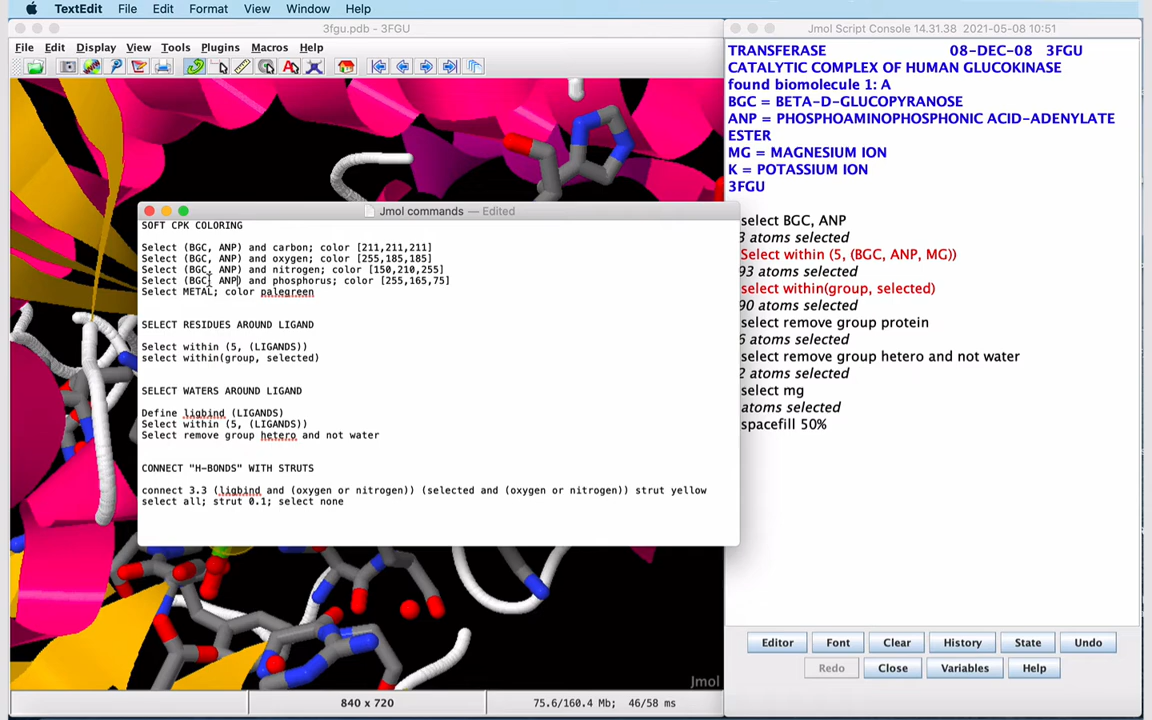 TextEdit File Edit Format View Window Help
3fgu.pdb - 3FGU
File Edit Display View Tools Plugins Macros Help
Jmol commands — Edited
SOFT CPK COLORING
Select (BGC, ANP) and carbon; color [211,211,211]
Select (BGC, ANP) and oxygen; color [255,185,185]
Select (BGC, ANP) and nitrogen; color [150,210,255]
Select (BGC, ANP) and phosphorus; color [255,165,75]
Select METAL; color palegreen
SELECT RESIDUES AROUND LIGAND
Select within (5, (LIGANDS))
select within(group, selected)
SELECT WATERS AROUND LIGAND
Define ligbind (LIGANDS)
Select within (5, (LIGANDS))
Select remove group hetero and not water
CONNECT "H-BONDS" WITH STRUTS
connect 3.3 (ligbind and (oxygen or nitrogen)) (selected and (oxygen or nitrogen)) strut yellow
select all; strut 0.1; select none
Jmol
840 x 720
75.6/160.4 Mb; 46/58 ms
Jmol Script Console 14.31.38 2021-05-08 10:51
TRANSFERASE 08-DEC-08 3FGU
CATALYTIC COMPLEX OF HUMAN GLUCOKINASE
found biomolecule 1: A
BGC = BETA-D-GLUCOPYRANOSE
ANP = PHOSPHOAMINOPHOSPHONIC ACID-ADENYLATE
ESTER
MG = MAGNESIUM ION
K = POTASSIUM ION
3FGU
select BGC, ANP
3 atoms selected
Select within (5, (BGC, ANP, MG))
93 atoms selected
select within(group, selected)
90 atoms selected
select remove group protein
6 atoms selected
select remove group hetero and not water
2 atoms selected
select mg
atoms selected
spacefill 50%
Editor Font Clear History State Undo
Redo Close Variables Help